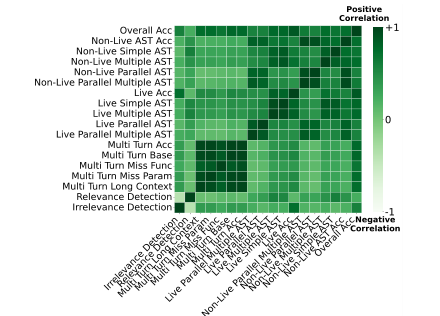 Positive
Correlation
+1
0
-1
Negative
Correlation
Overall Acc
Non-Live AST Acc
Non-Live Simple AST
Non-Live Multiple AST
Non-Live Parallel AST
Non-Live Parallel Multiple AST
Live Acc
Live Simple AST
Live Multiple AST
Live Parallel AST
Live Parallel Multiple AST
Multi Turn Acc
Multi Turn Base
Multi Turn Miss Func
Multi Turn Miss Param
Multi Turn Long Context
Relevance Detection
Irrelevance Detection
Irrelevance Detection
Relevance Detection
Multi Turn Long Context
Multi Turn Miss Param
Multi Turn Miss Func
Multi Turn Base
Multi Turn Acc
Live Parallel Multiple AST
Live Parallel AST
Live Multiple AST
Live Simple AST
Live Acc
Non-Live Parallel Multiple AST
Non-Live Parallel AST
Non-Live Multiple AST
Non-Live Simple AST
Non-Live AST Acc
Overall Acc